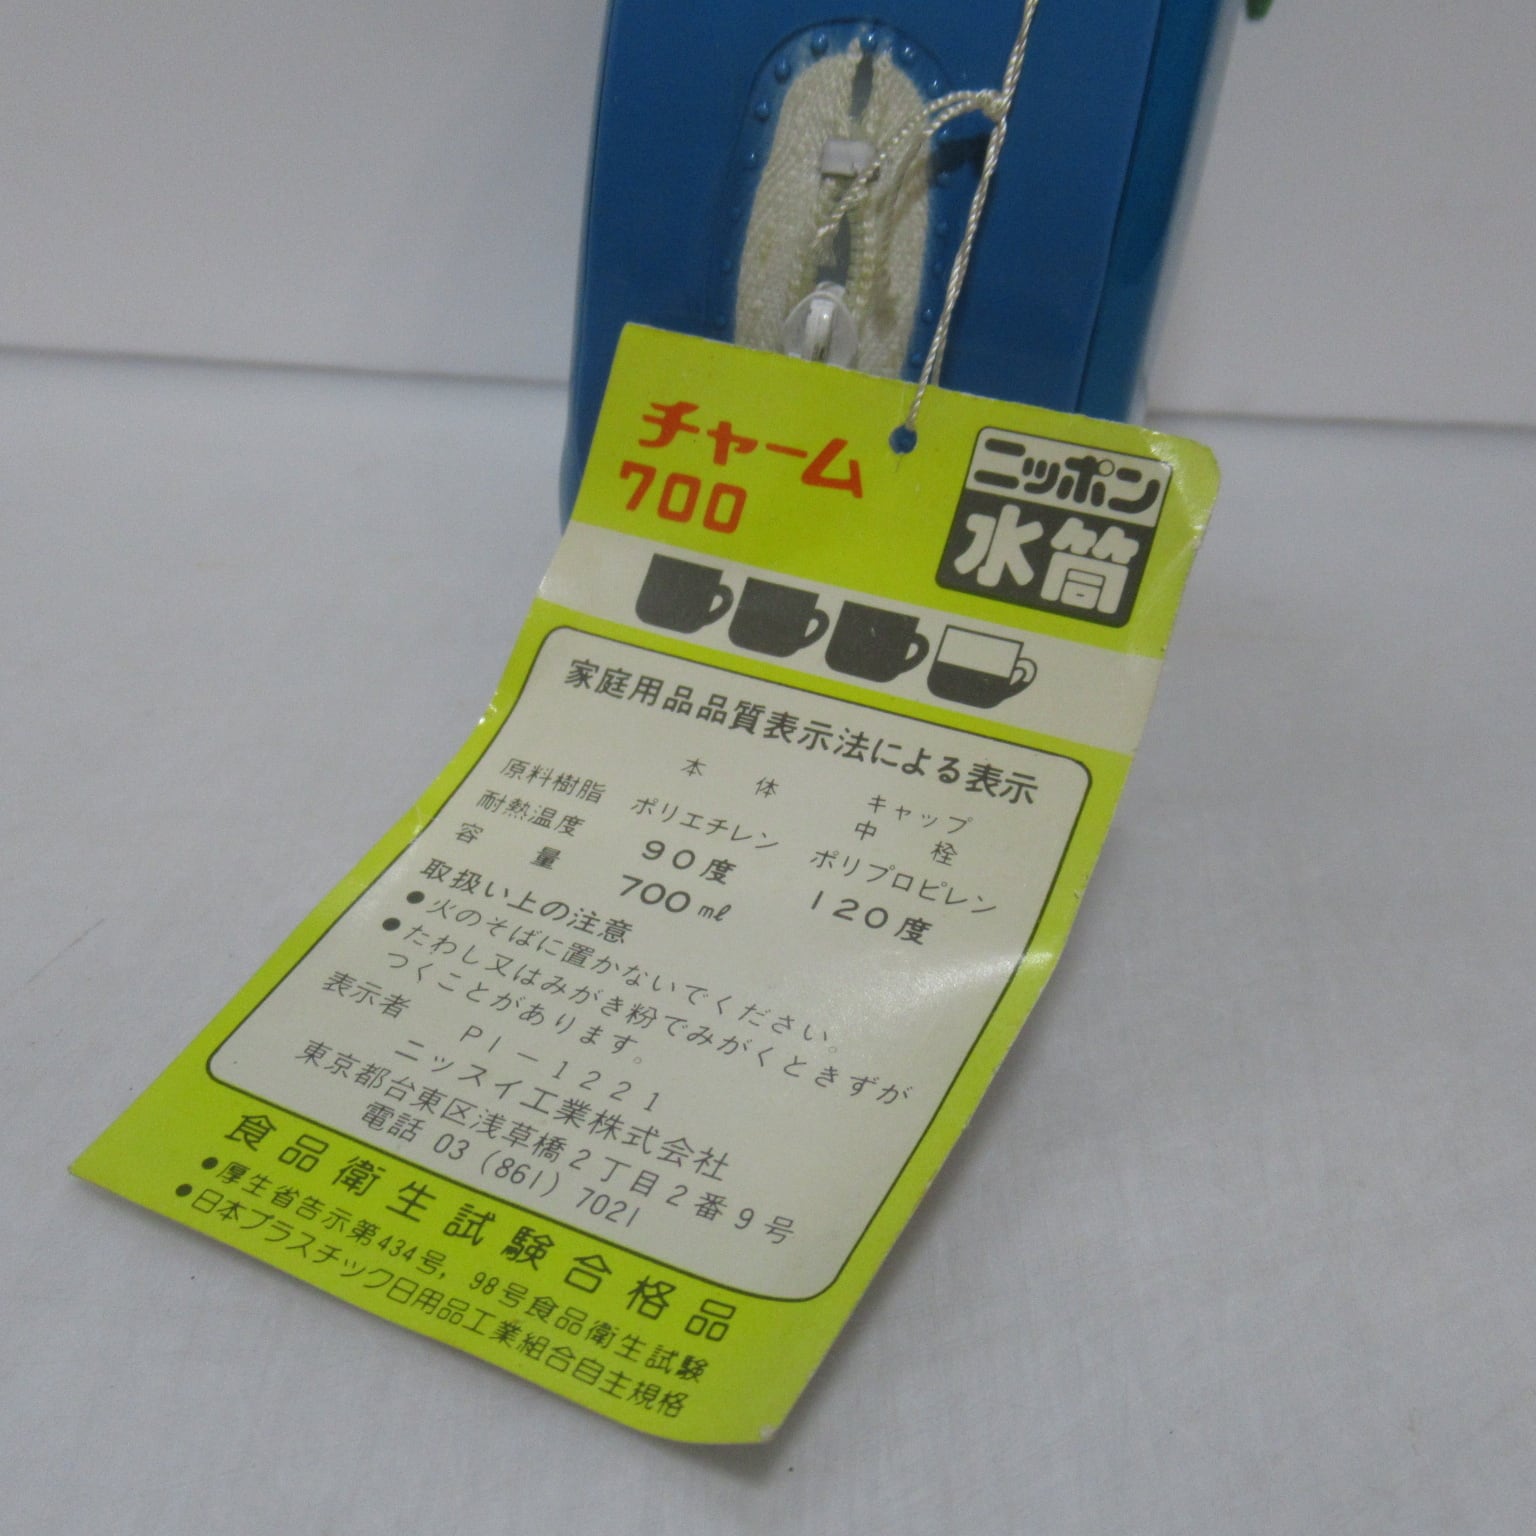 チャーム
700
ニッポン
水筒
家庭用品品質表示法による表示
本体 キャップ
中栓
原料樹脂 ポリエチレン ポリプロピレン
耐熱温度 90度 120度
容量 700ml
取扱い上の注意
●火のそばに置かないでください。
●たわし又はみがき粉でみがくときずが
つくことがあります。
表示者 PI－1221
ニッスイ工業株式会社
東京都台東区浅草橋2丁目2番9号
電話 03（861）7021
食品衛生試験合格品
●厚生省告示第434号，98号食品衛生試験
●日本プラスチック日用品工業組合自主規格